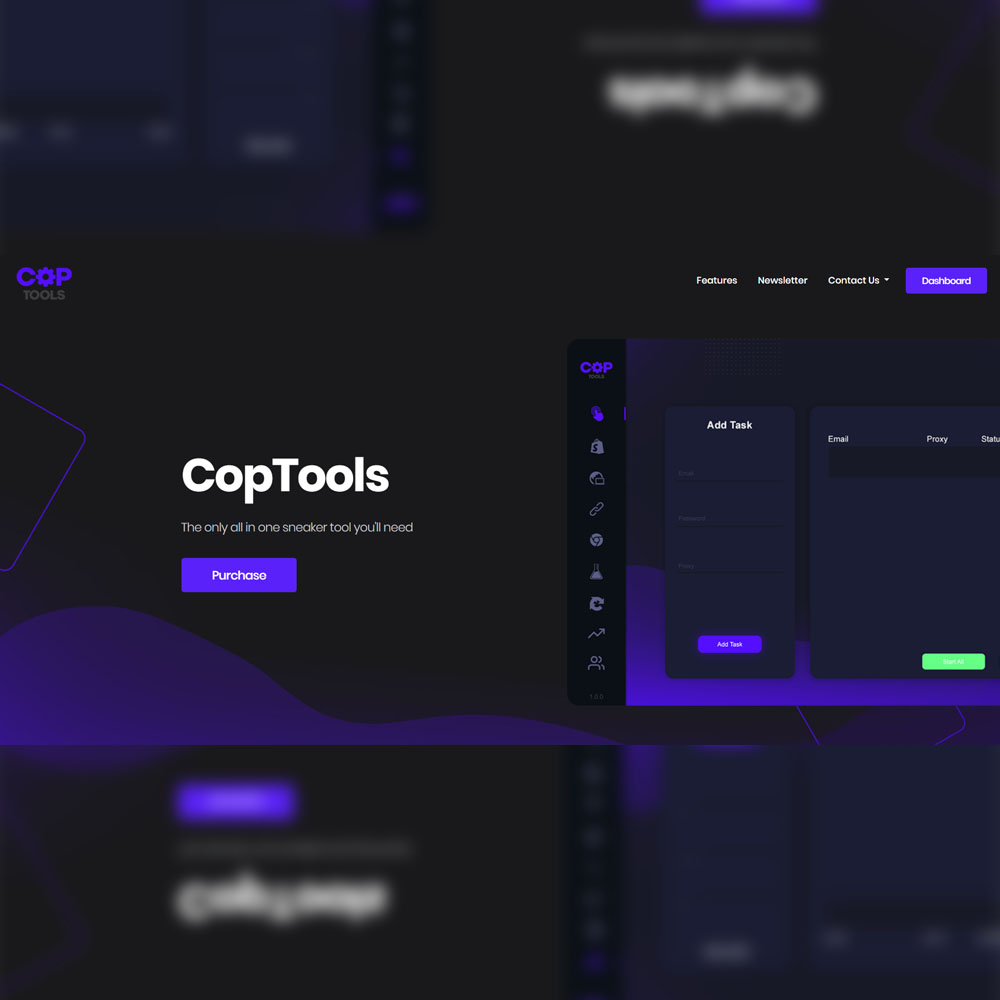 COP
TOOLS
Features
Newsletter
Contact Us
Dashboard
CopTools
The only all in one sneaker tool you'll need
Purchase
COP
TOOLS
1.0.0
Add Task
Email
Password
Proxy
Add Task
Email
Proxy
Statu
Start All